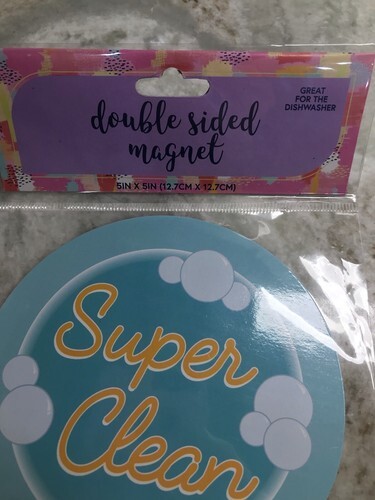 double sided
magnet
GREAT
FOR THE
DISHWASHER
5IN X 5IN (12.7CM X 12.7CM)
Super
Clean